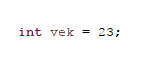 int vek = 23;